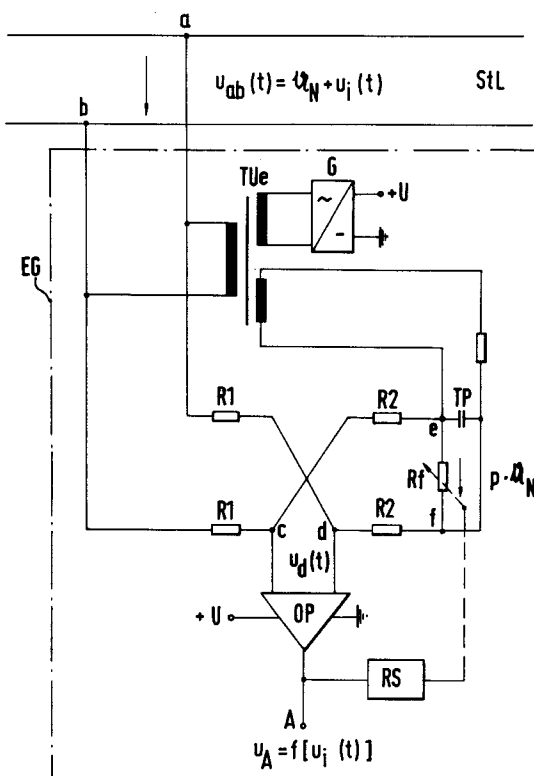 a
u_ab (t) = 𝔘_N + u_i (t)
StL
b
TUe
G
+U
~
-
EG
R1
R2
TP
e
Rf
p · 𝔘_N
R1
c
d
R2
f
u_d(t)
+ U
OP
RS
A
u_A = f [ u_i (t) ]